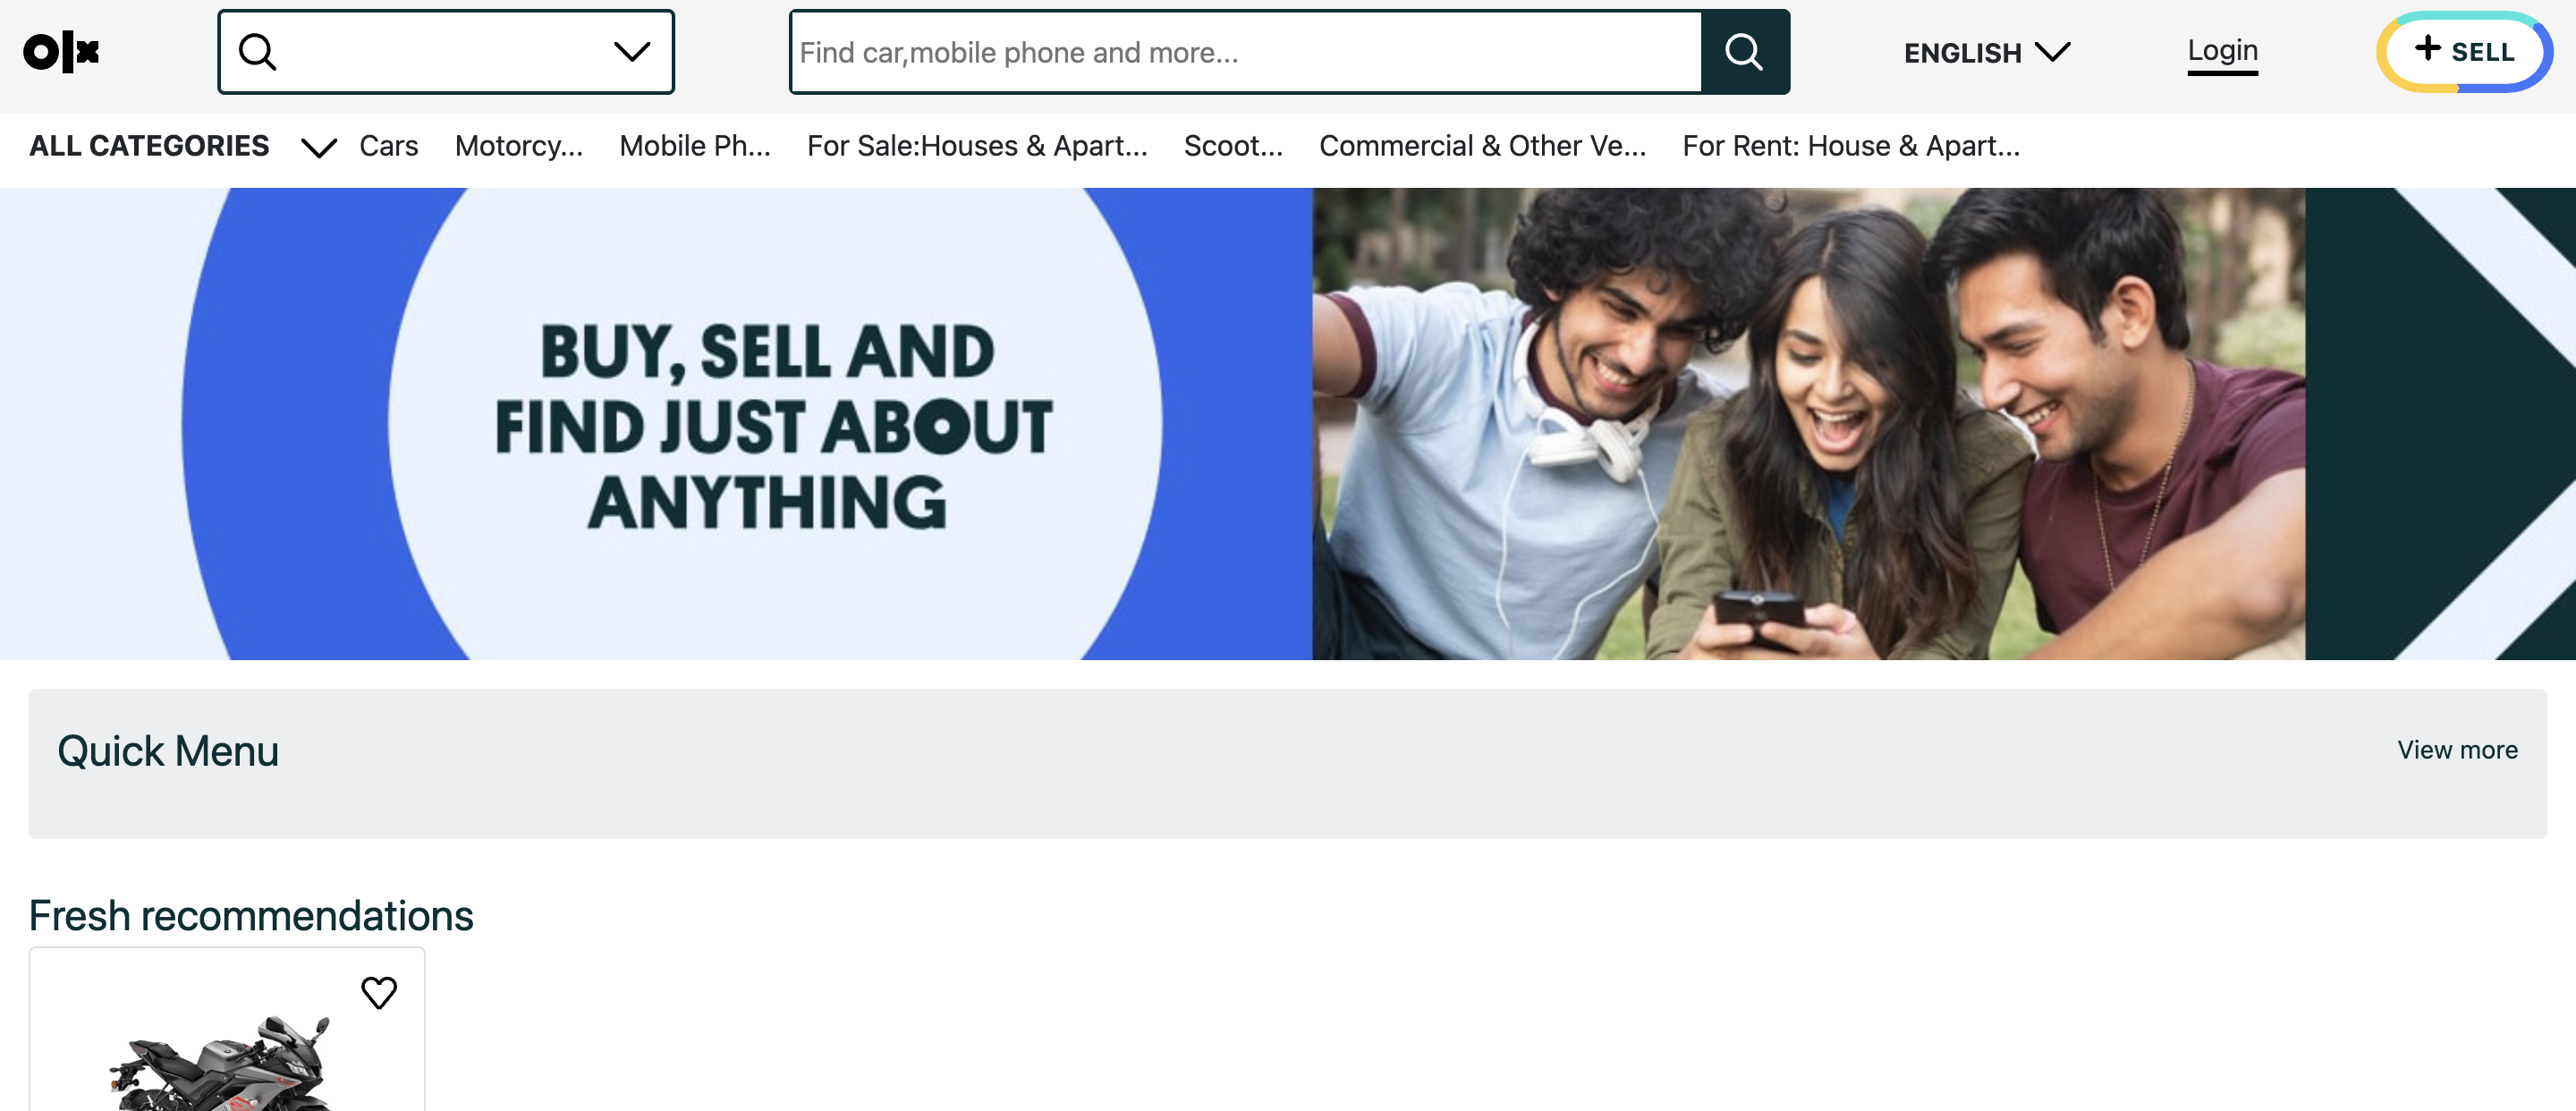 olx
Find car,mobile phone and more...
ENGLISH
Login
+ SELL
ALL CATEGORIES Cars Motorcy... Mobile Ph... For Sale:Houses & Apart... Scoot... Commercial & Other Ve... For Rent: House & Apart...
BUY, SELL AND
FIND JUST ABOUT
ANYTHING
Quick Menu
View more
Fresh recommendations